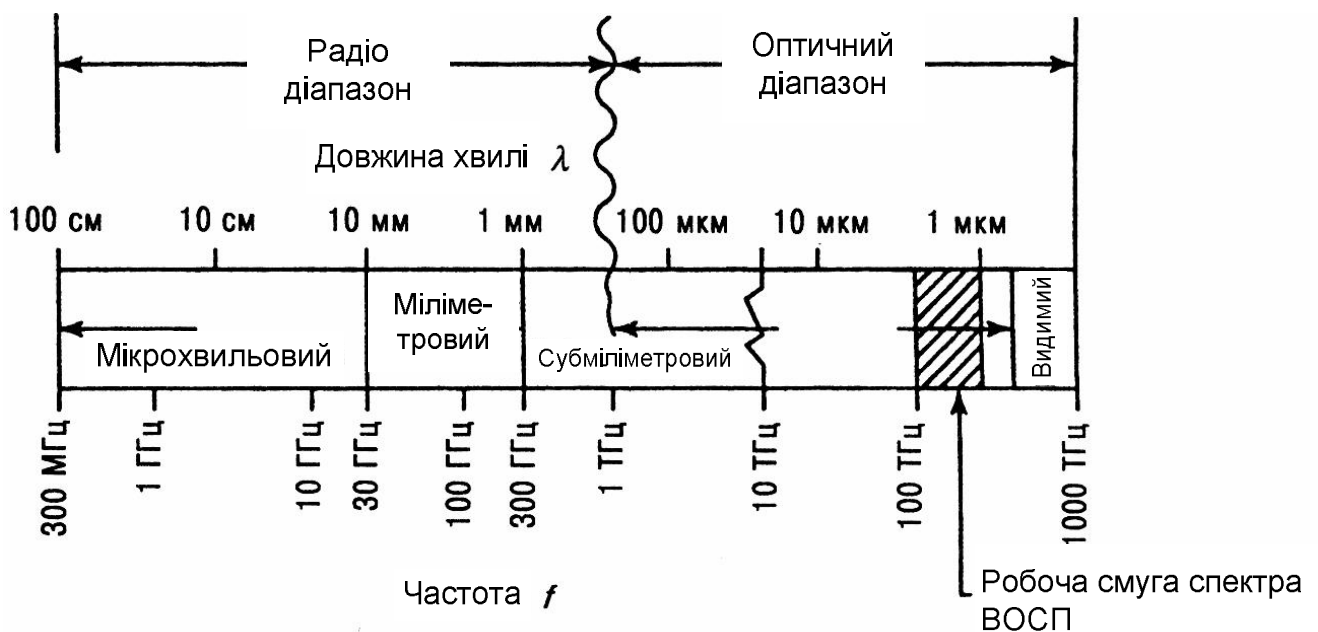 Радіо
діапазон
Оптичний
діапазон
Довжина хвилі λ
100 см 10 см 10 мм 1 мм 100 мкм 10 мкм 1 мкм
Мікрохвильовий
Міліме-
тровий
Субміліметровий
Видимий
300 МГц
1 ГГц
10 ГГц
30 ГГц
100 ГГц
300 ГГц
1 ТГц
10 ТГц
100 ТГц
1000 ТГц
Частота f
Робоча смуга спектра
ВОСП